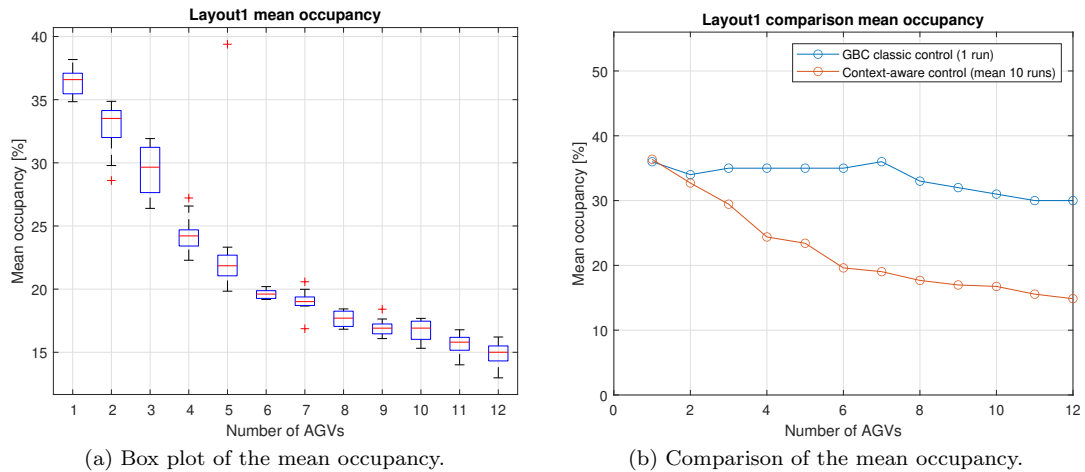 Layout1 mean occupancy
40
35
30
25
20
15
Mean occupancy [%]
1 2 3 4 5 6 7 8 9 10 11 12
Number of AGVs
(a) Box plot of the mean occupancy.
Layout1 comparison mean occupancy
GBC classic control (1 run)
Context-aware control (mean 10 runs)
50
40
30
20
10
0
Mean occupancy [%]
0 2 4 6 8 10 12
Number of AGVs
(b) Comparison of the mean occupancy.